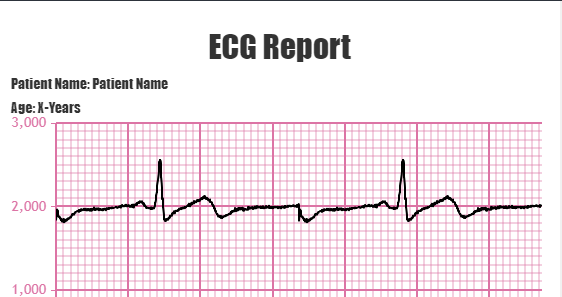 ECG Report
Patient Name: Patient Name
Age: X-Years
3,000
2,000
1,000